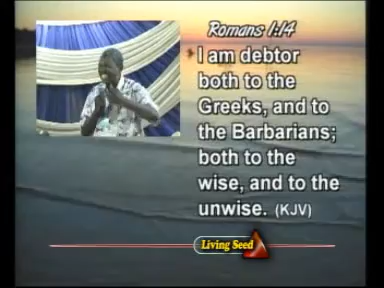 Romans 1:14
I am debtor
both to the
Greeks, and to
the Barbarians;
both to the
wise, and to the
unwise. (KJV)
Living Seed